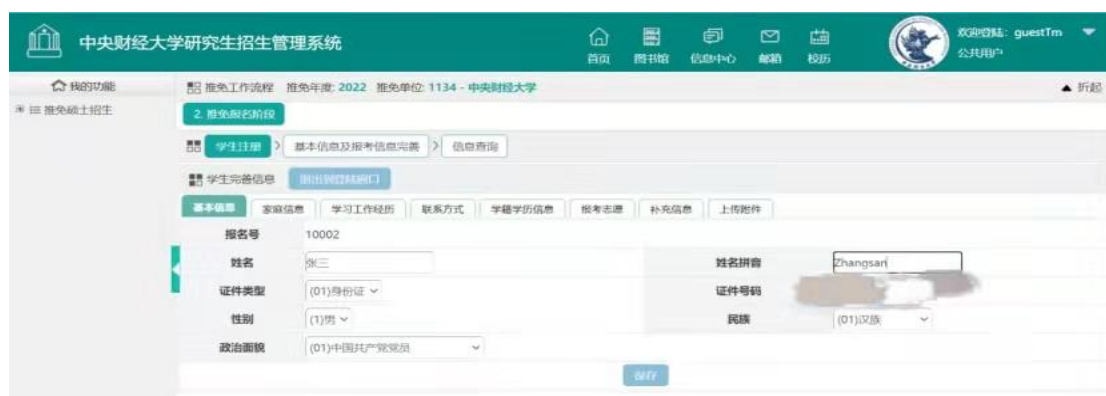 中央财经大学研究生招生管理系统
首页 图书馆 信息中心 邮箱 校历
欢迎登陆: guestTm
公共用户
我的功能
推免硕士招生
推免工作流程 推免年度: 2022 推免单位: 1134 - 中央财经大学
折起
2. 推免报名阶段
学生注册 > 基本信息及报考信息完善 > 信息查询
学生完善信息 退出到登陆窗口
基本信息 家庭信息 学习工作经历 联系方式 学籍学历信息 报考志愿 补充信息 上传附件
报名号 10002
姓名 张三 姓名拼音 Zhangsan
证件类型 (01)身份证 证件号码
性别 (1)男 民族 (01)汉族
政治面貌 (01)中国共产党党员
保存